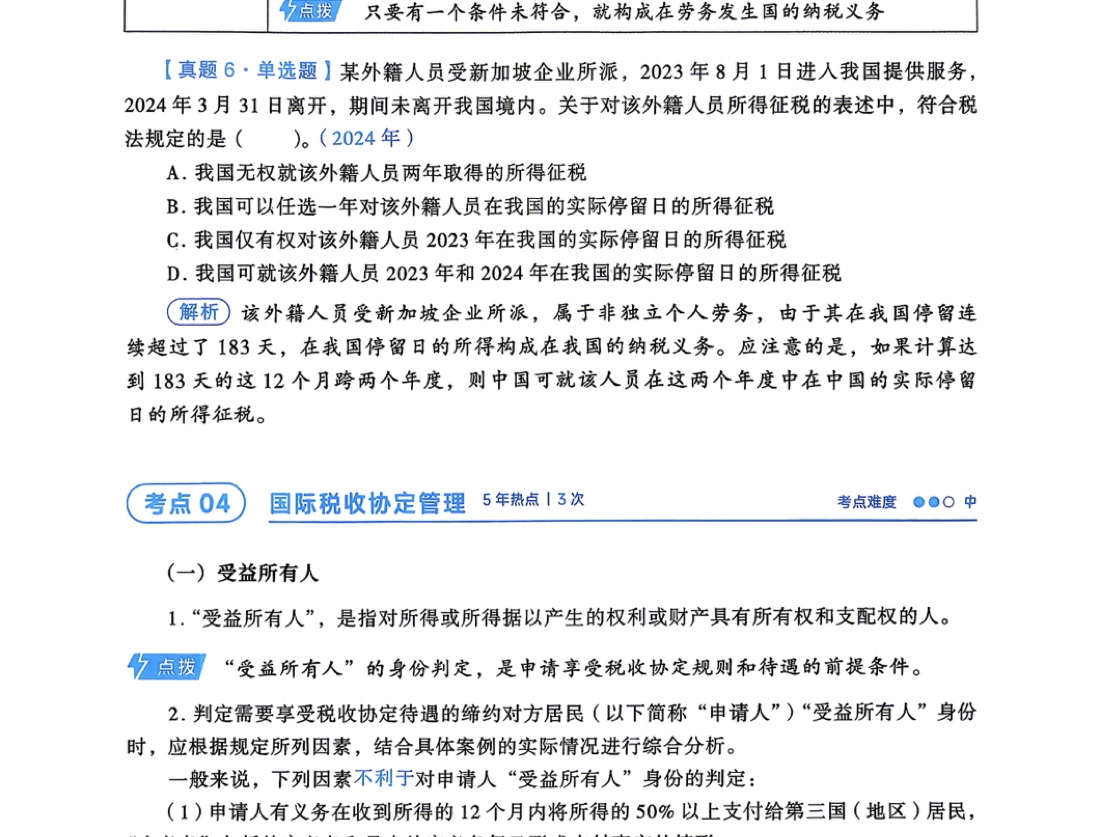 点拨 只要有一个条件未符合，就构成在劳务发生国的纳税义务
【真题6·单选题】某外籍人员受新加坡企业所派，2023年8月1日进入我国提供服务，
2024年3月31日离开，期间未离开我国境内。关于对该外籍人员所得征税的表述中，符合税
法规定的是（ ）。（2024年）
A. 我国无权就该外籍人员两年取得的所得征税
B. 我国可以任选一年对该外籍人员在我国的实际停留日的所得征税
C. 我国仅有权对该外籍人员2023年在我国的实际停留日的所得征税
D. 我国可就该外籍人员2023年和2024年在我国的实际停留日的所得征税
解析 该外籍人员受新加坡企业所派，属于非独立个人劳务，由于其在我国停留连
续超过了183天，在我国停留日的所得构成在我国的纳税义务。应注意的是，如果计算达
到183天的这12个月跨两个年度，则中国可就该人员在这两个年度中在中国的实际停留
日的所得征税。
考点04 国际税收协定管理 5年热点 | 3次 考点难度 中
（一）受益所有人
1.“受益所有人”，是指对所得或所得据以产生的权利或财产具有所有权和支配权的人。
点拨 “受益所有人”的身份判定，是申请享受税收协定规则和待遇的前提条件。
2. 判定需要享受税收协定待遇的缔约对方居民（以下简称“申请人”）“受益所有人”身份
时，应根据规定所列因素，结合具体案例的实际情况进行综合分析。
一般来说，下列因素不利于对申请人“受益所有人”身份的判定：
（1）申请人有义务在收到所得的12个月内将所得的50%以上支付给第三国（地区）居民，